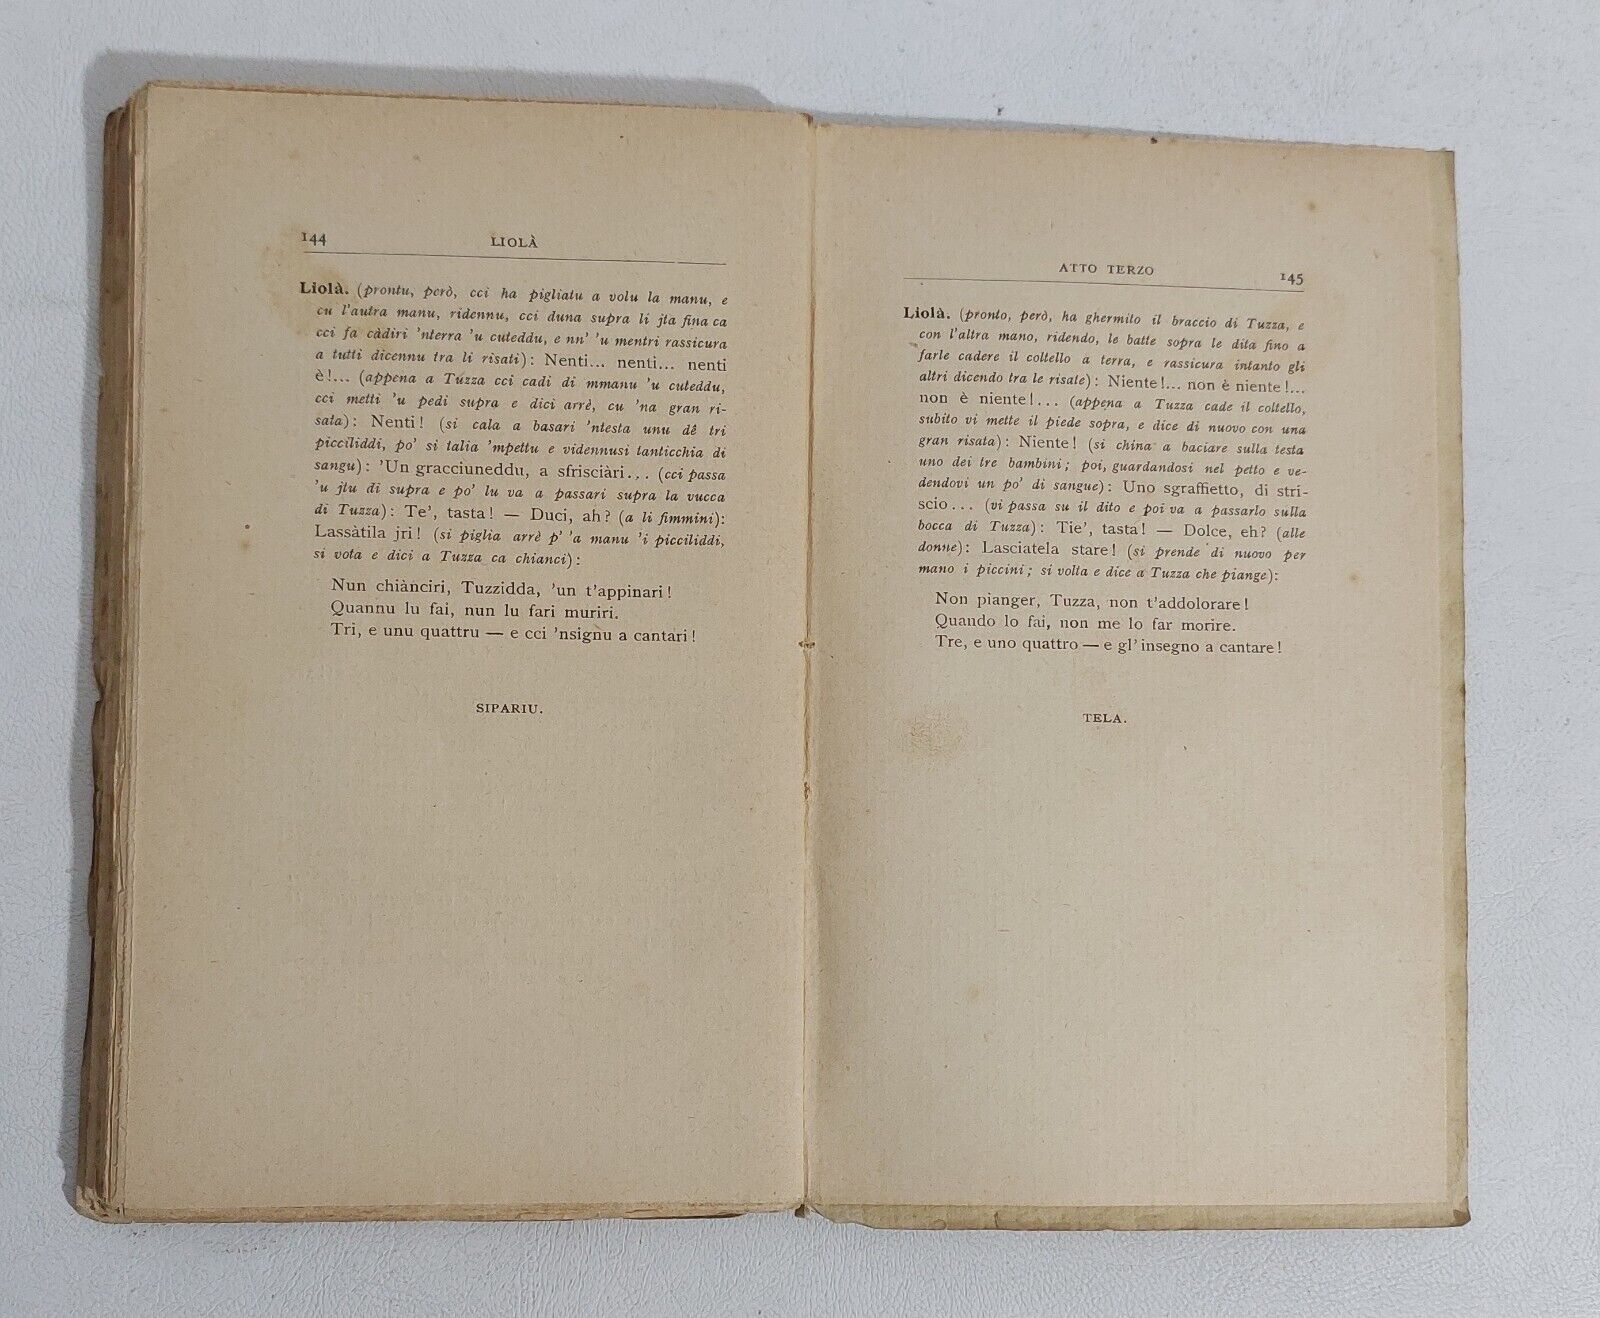 144 LIOLÀ
Liolà. (prontu, però, cci ha pigliatu a volu la manu, e
cu l'autra manu, ridennu, cci duna supra li jta fina ca
cci fa càdiri 'nterra 'u cuteddu, e nn' 'u mentri rassicura
a tutti dicennu tra li risati): Nenti... nenti... nenti
è!... (appena a Tuzza cci cadi di mmanu 'u cuteddu,
cci metti 'u pedi supra e dici arrè, cu 'na gran ri-
sata): Nenti! (si cala a basari 'ntesta unu dê tri
picciliddi, po' si talia 'mpettu e vidennusi tanticchia di
sangu): 'Un gracciuneddu, a sfrisciàri... (cci passa
'u jtu di supra e po' lu va a passari supra la vucca
di Tuzza): Te', tasta! — Duci, ah? (a li fimmini):
Lassàtila jri! (si piglia arrè p' 'a manu 'i picciliddi,
si vota e dici a Tuzza ca chianci):
Nun chiànciri, Tuzzidda, 'un t'appinari!
Quannu lu fai, nun lu fari muriri.
Tri, e unu quattru — e cci 'nsignu a cantari!
SIPARIU.
ATTO TERZO 145
Liolà. (pronto, però, ha ghermito il braccio di Tuzza, e
con l'altra mano, ridendo, le batte sopra le dita fino a
farle cadere il coltello a terra, e rassicura intanto gli
altri dicendo tra le risate): Niente!... non è niente!...
non è niente!... (appena a Tuzza cade il coltello,
subito vi mette il piede sopra, e dice di nuovo con una
gran risata): Niente! (si china a baciare sulla testa
uno dei tre bambini; poi, guardandosi nel petto e ve-
dendovi un po' di sangue): Uno sgraffietto, di stri-
scio... (vi passa su il dito e poi va a passarlo sulla
bocca di Tuzza): Tie', tasta! — Dolce, eh? (alle
donne): Lasciatela stare! (si prende di nuovo per
mano i piccini; si volta e dice a Tuzza che piange):
Non pianger, Tuzza, non t'addolorare!
Quando lo fai, non me lo far morire.
Tre, e uno quattro — e gl' insegno a cantare!
TELA.